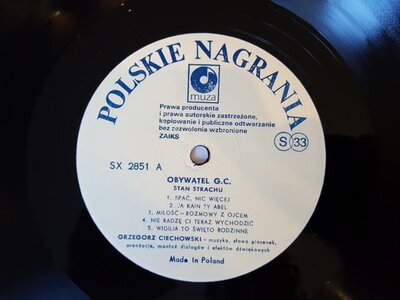 POLSKIE NAGRANIA
muza
Prawa producenta
i prawa autorskie zastrzeżone,
kopiowanie i publiczne odtwarzanie
bez zezwolenia wzbronione
ZAIKS
S 33
SX 2851 A
OBYWATEL G.C.
STAN STRACHU
1. SPAĆ, NIC WIĘCEJ
2. JA KAIN TY ABEL
3. MIŁOŚĆ - ROZMOWY Z OJCEM
4. NIE RADZĘ CI TERAZ WYCHODZIĆ
5. WIGILIA TO ŚWIĘTO RODZINNE
GRZEGORZ CIECHOWSKI - muzyka, słowa piosenek,
aranżacje, montaż dialogów i efektów dźwiękowych
Made in Poland